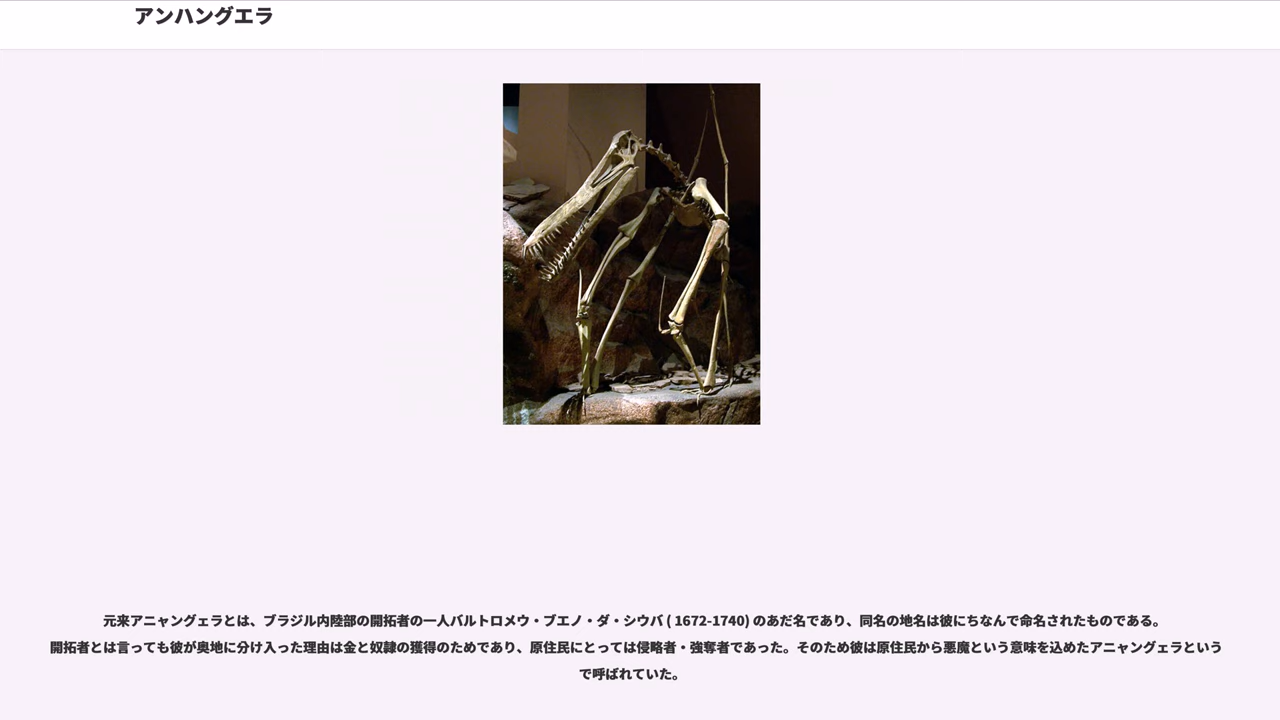 アンハングエラ
元来アニャングェラとは、ブラジル内陸部の開拓者の一人バルトロメウ・ブエノ・ダ・シウバ ( 1672-1740) のあだ名であり、同名の地名は彼にちなんで命名されたものである。
開拓者とは言っても彼が奥地に分け入った理由は金と奴隷の獲得のためであり、原住民にとっては侵略者・強奪者であった。そのため彼は原住民から悪魔という意味を込めたアニャングェラという
で呼ばれていた。